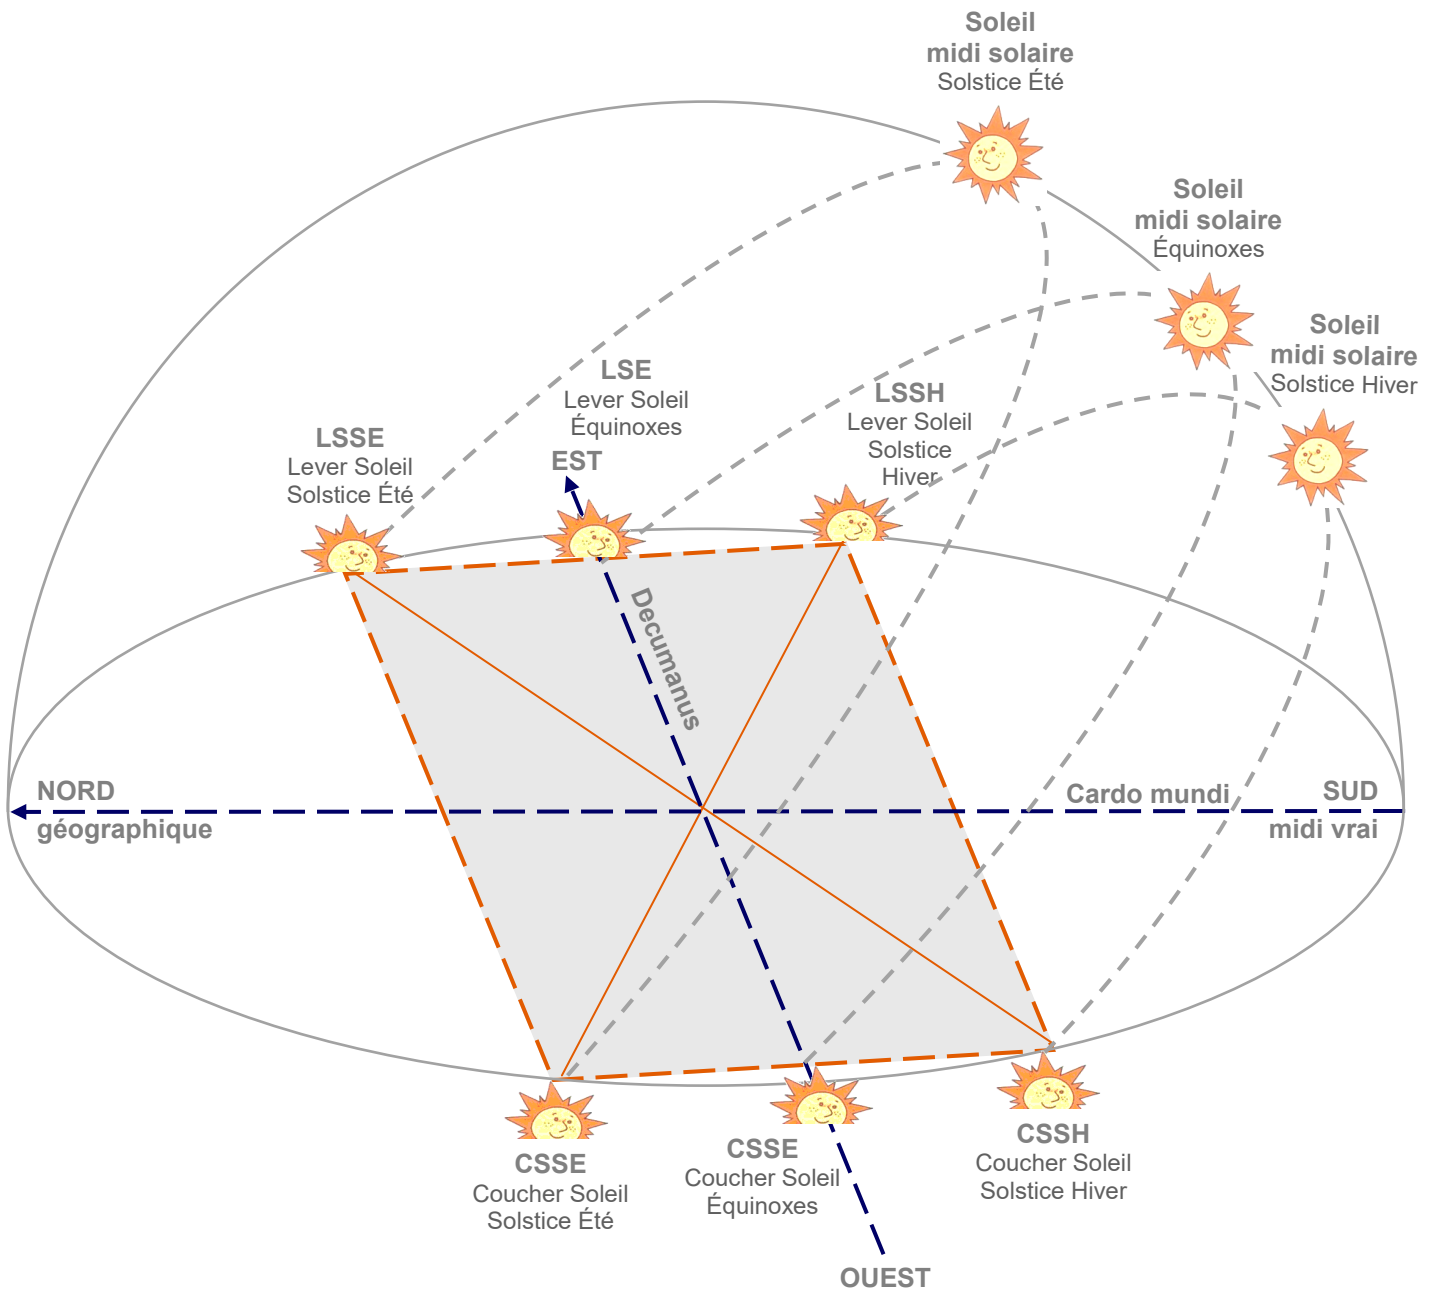 Soleil
midi solaire
Solstice Été
Soleil
midi solaire
Équinoxes
Soleil
midi solaire
Solstice Hiver
LSE
Lever Soleil
Équinoxes
EST
LSSH
Lever Soleil
Solstice
Hiver
LSSE
Lever Soleil
Solstice Été
Decumanus
NORD
géographique
Cardo mundi
SUD
midi vrai
CSSE
Coucher Soleil
Solstice Été
CSSE
Coucher Soleil
Équinoxes
CSSH
Coucher Soleil
Solstice Hiver
OUEST